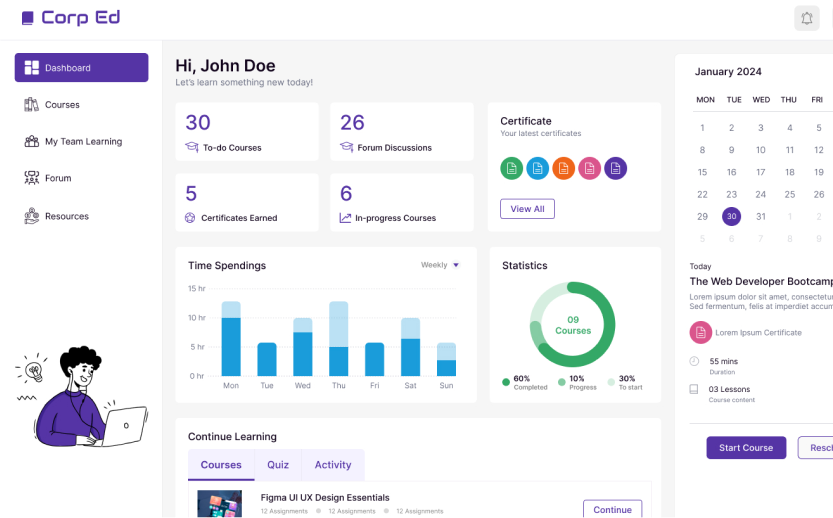 Corp Ed
Dashboard
Courses
My Team Learning
Forum
Resources
Hi, John Doe
Let's learn something new today!
30
To-do Courses
26
Forum Discussions
5
Certificates Earned
6
In-progress Courses
Certificate
Your latest certificates
View All
Time Spendings
Weekly
15 hr
10 hr
5 hr
0 hr
Mon Tue Wed Thu Fri Sat Sun
Statistics
09
Courses
60%
Completed
10%
Progress
30%
To start
Continue Learning
Courses Quiz Activity
Figma UI UX Design Essentials
12 Assignments 12 Assignments 12 Assignments
Continue
January 2024
MON TUE WED THU FRI
1 2 3 4 5
8 9 10 11 12
15 16 17 18 19
22 23 24 25 26
29 30 31 1 2
5 6 7 8 9
Today
The Web Developer Bootcamp
Lorem ipsum dolor sit amet, consectetur
Sed fermentum, felis at imperdiet accum
Lorem Ipsum Certificate
55 mins
Duration
03 Lessons
Course content
Start Course
Resch